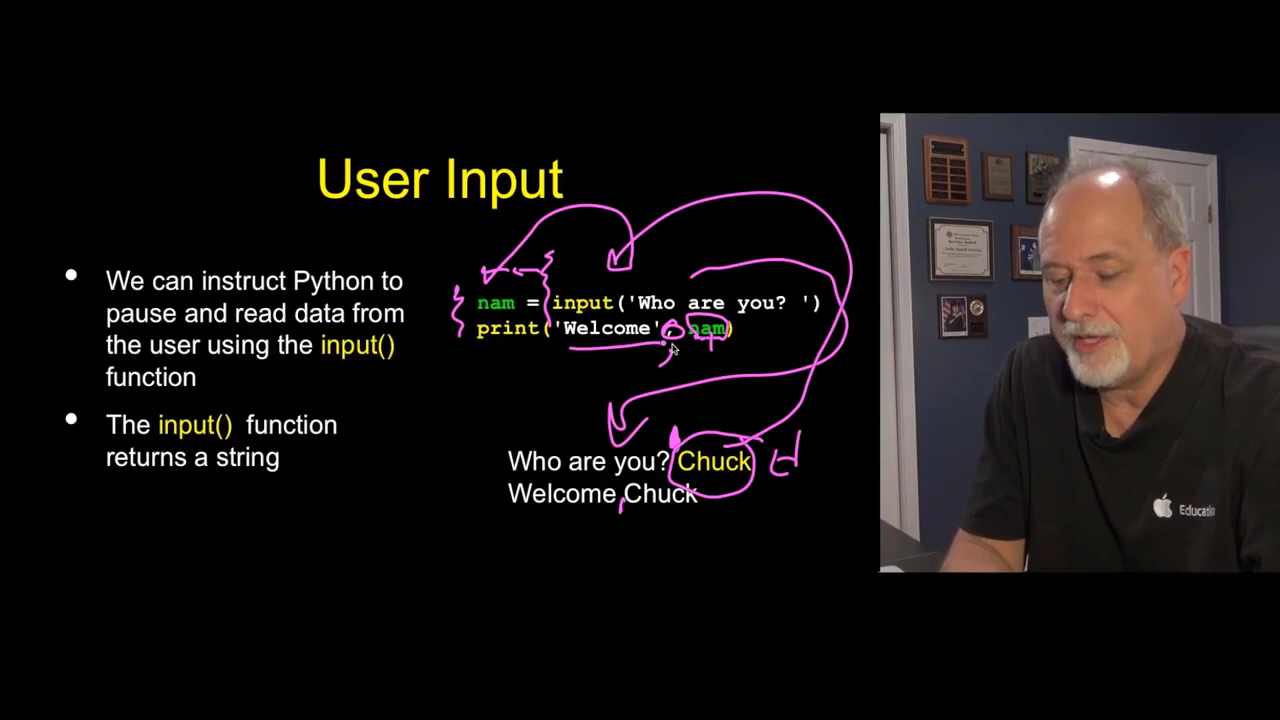 User Input
We can instruct Python to
pause and read data from
the user using the input()
function
The input() function
returns a string
nam = input('Who are you? ')
print('Welcome', nam)
Who are you? Chuck
Welcome Chuck
Education